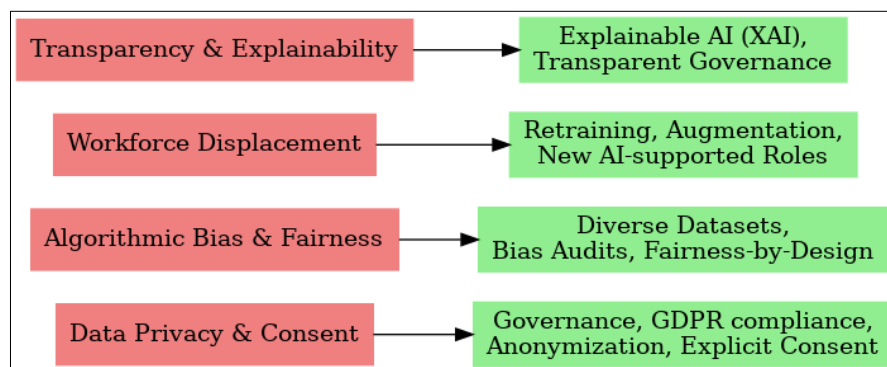 Transparency & Explainability
Explainable AI (XAI),
Transparent Governance
Workforce Displacement
Retraining, Augmentation,
New AI-supported Roles
Algorithmic Bias & Fairness
Diverse Datasets,
Bias Audits, Fairness-by-Design
Data Privacy & Consent
Governance, GDPR compliance,
Anonymization, Explicit Consent